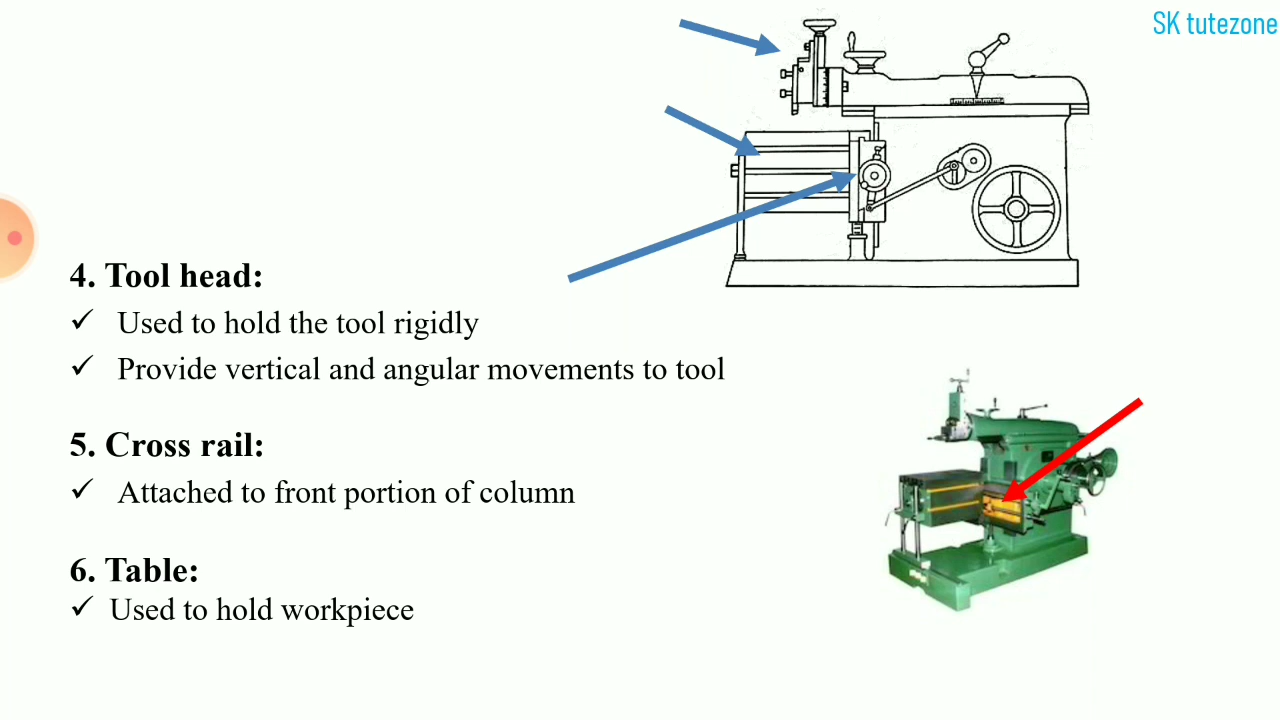 SK tutezone
4. Tool head:
✓ Used to hold the tool rigidly
✓ Provide vertical and angular movements to tool
5. Cross rail:
✓ Attached to front portion of column
6. Table:
✓ Used to hold workpiece